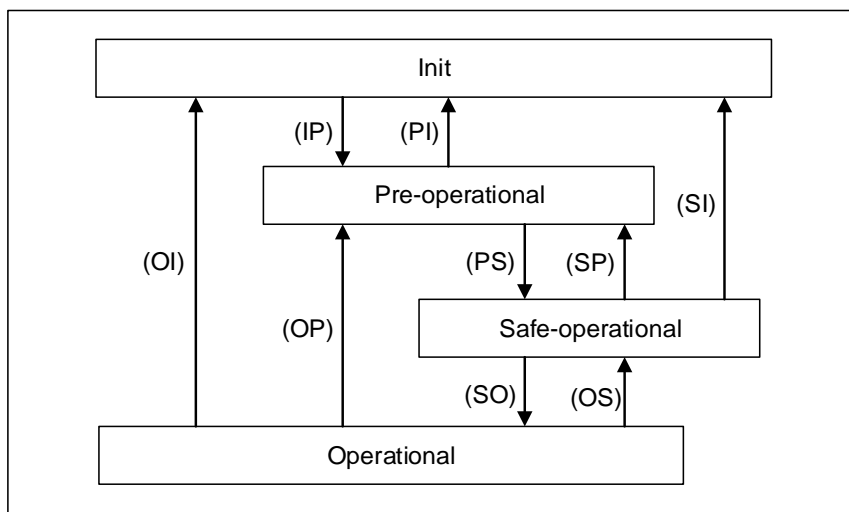 Init
(IP)
(PI)
Pre-operational
(SI)
(OI)
(PS)
(SP)
(OP)
Safe-operational
(SO)
(OS)
Operational